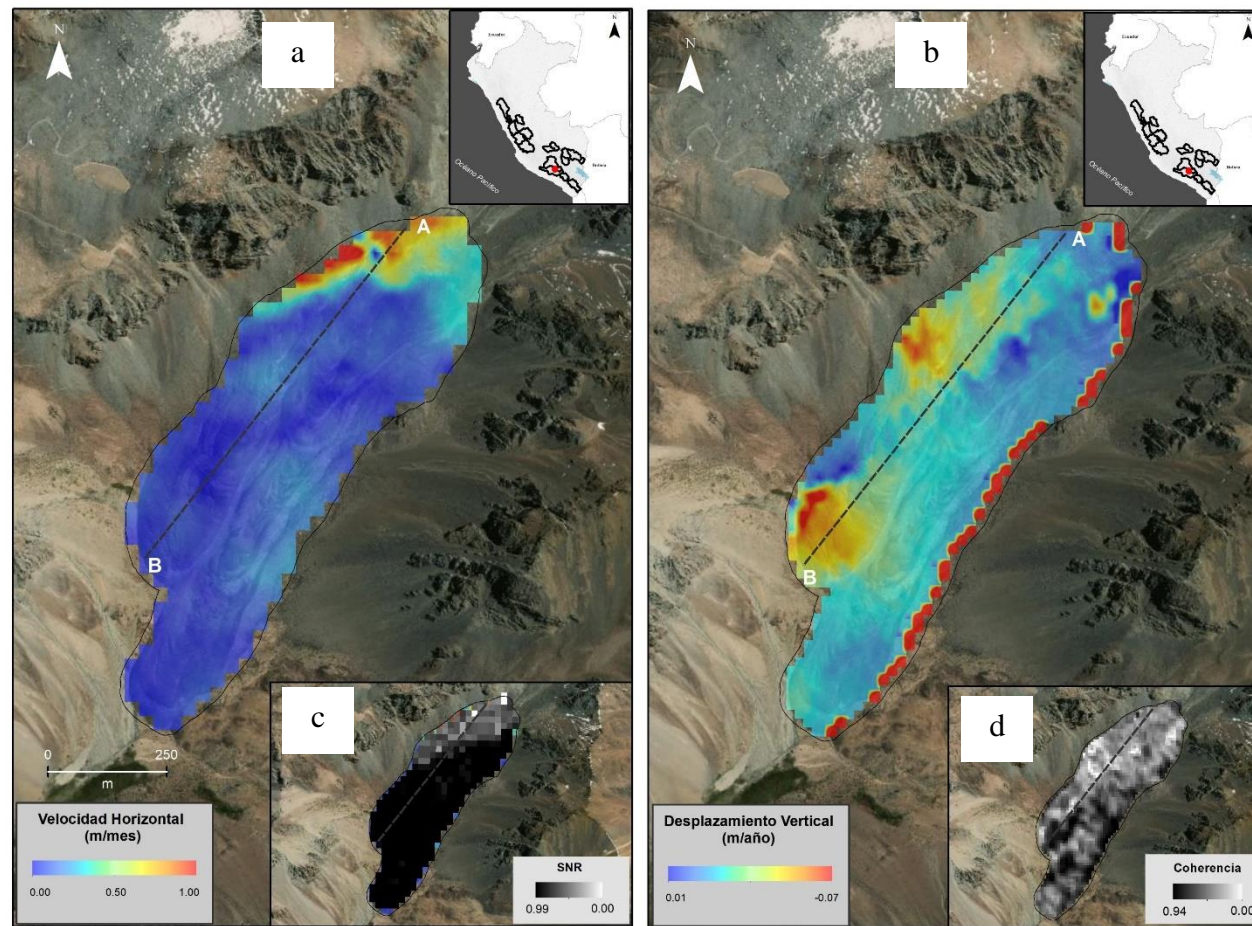 a
N
N
Ecuador
Bolivia
Océano Pacífico
A
B
0
250
m
Velocidad Horizontal
(m/mes)
0.00
0.50
1.00
c
SNR
0.99
0.00
b
N
N
Ecuador
Bolivia
Océano Pacífico
A
B
Desplazamiento Vertical
(m/año)
0.01
-0.07
d
Coherencia
0.94
0.00